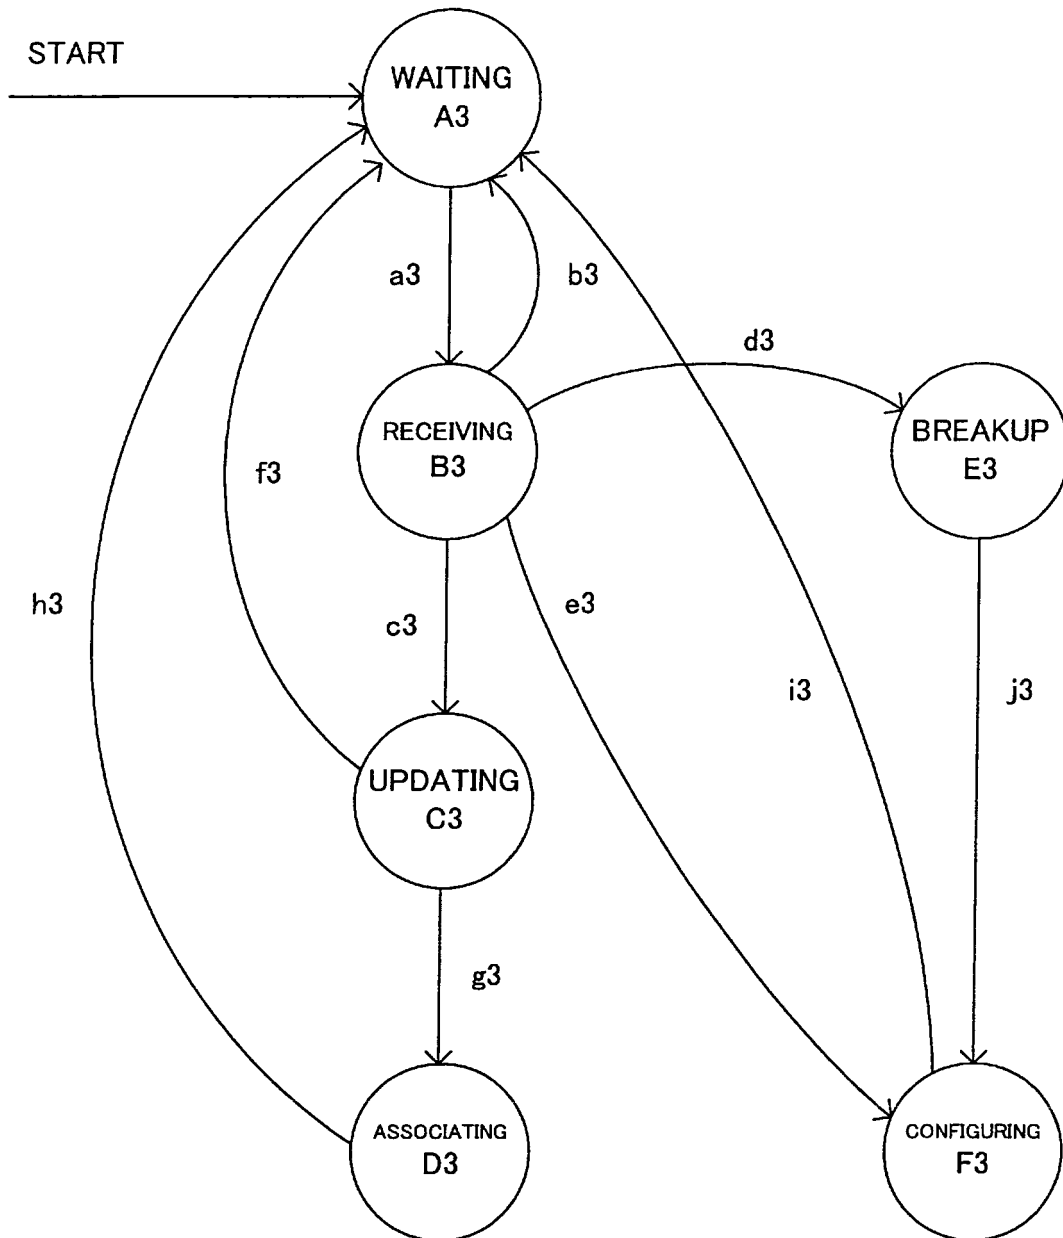 START
WAITING
A3
a3
b3
d3
RECEIVING
B3
BREAKUP
E3
f3
h3
c3
e3
i3
j3
UPDATING
C3
g3
ASSOCIATING
D3
CONFIGURING
F3